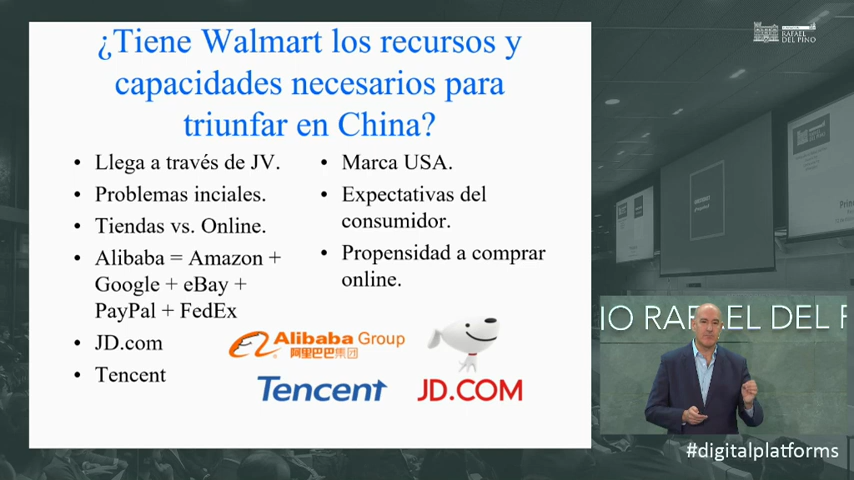 ¿Tiene Walmart los recursos y
capacidades necesarios para
triunfar en China?
• Llega a través de JV.
• Problemas inciales.
• Tiendas vs. Online.
• Alibaba = Amazon +
Google + eBay +
PayPal + FedEx
• JD.com
• Tencent
• Marca USA.
• Expectativas del
consumidor.
• Propensidad a comprar
online.
Alibaba Group
阿里巴巴集团
Tencent
JD.COM
RAFAEL
DEL PINO
IO RAFAEL DEL P
#digitalplatforms